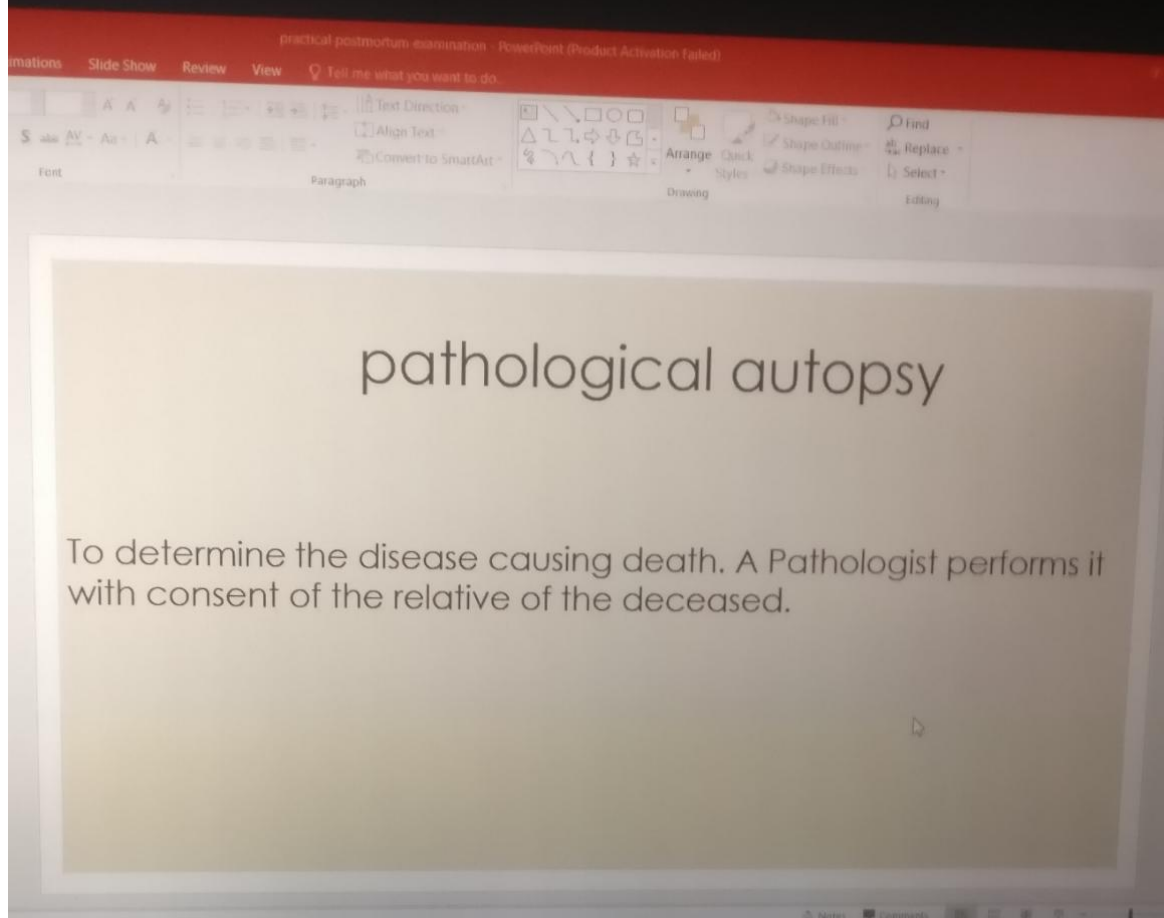 practical-postmortum examination - PowerPoint (Product Activation Failed)
Slide Show Review View Tell me what you want to do...
Text Direction
Align Text
Convert to SmartArt
Font
Paragraph
Arrange
Quick Styles
Drawing
Shape Fill
Shape Outline
Shape Effects
Find
Replace
Select
Editing
pathological autopsy
To determine the disease causing death. A Pathologist performs it
with consent of the relative of the deceased.
Notes Comments